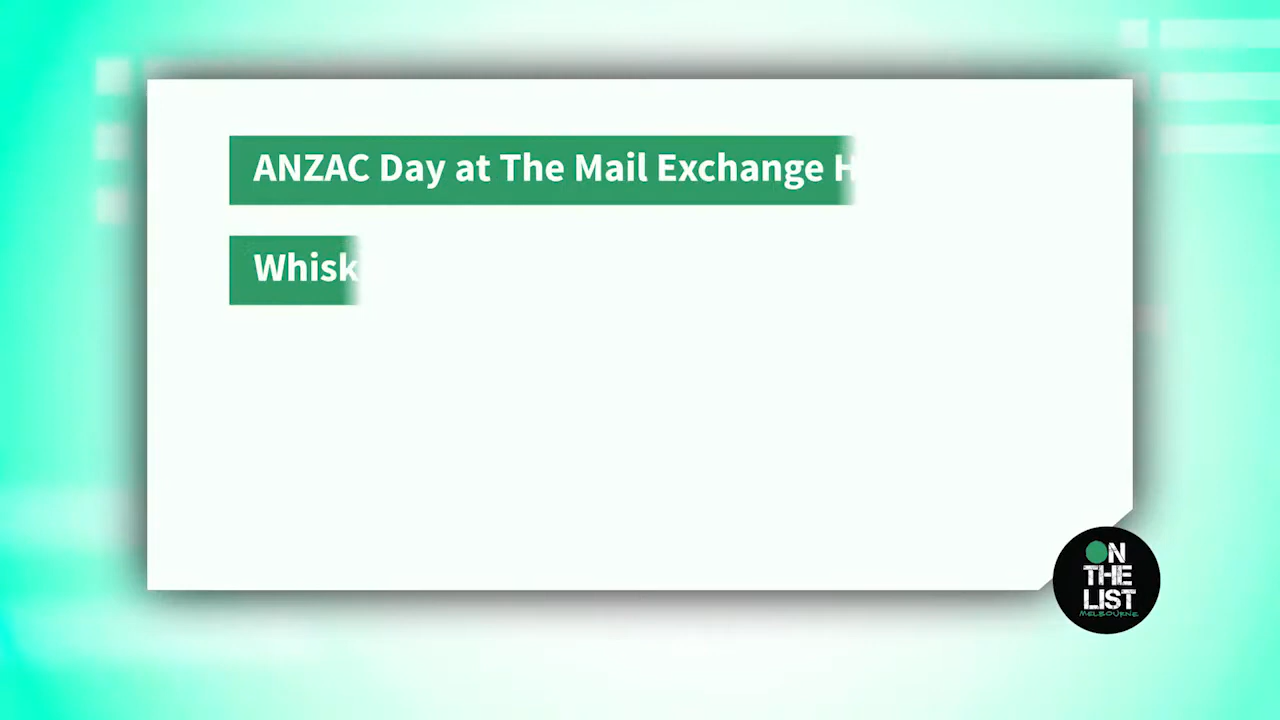 ANZAC Day at The Mail Exchange H
Whisk
ON
THE
LIST
MELBOURNE